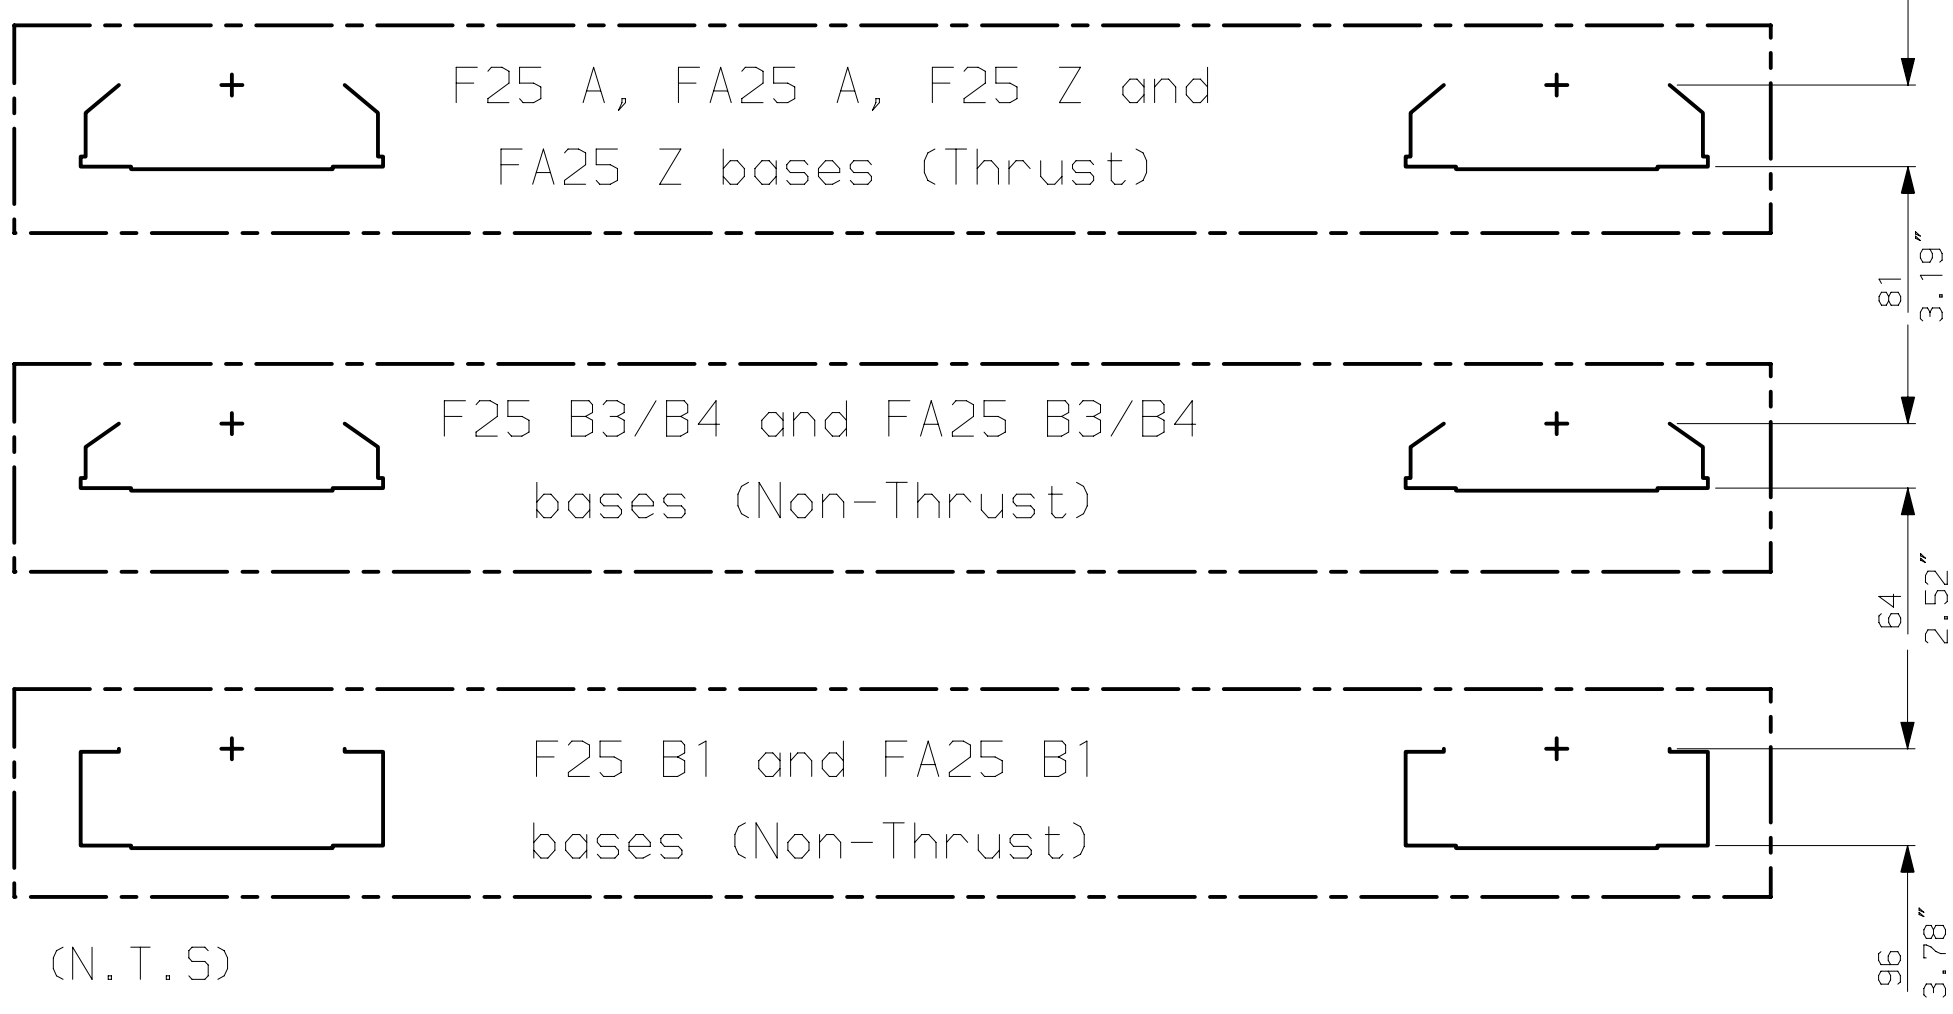 F25 A, FA25 A, F25 Z and
FA25 Z bases (Thrust)
81
3.19"
F25 B3/B4 and FA25 B3/B4
bases (Non-Thrust)
64
2.52"
F25 B1 and FA25 B1
bases (Non-Thrust)
96
3.78"
(N.T.S)